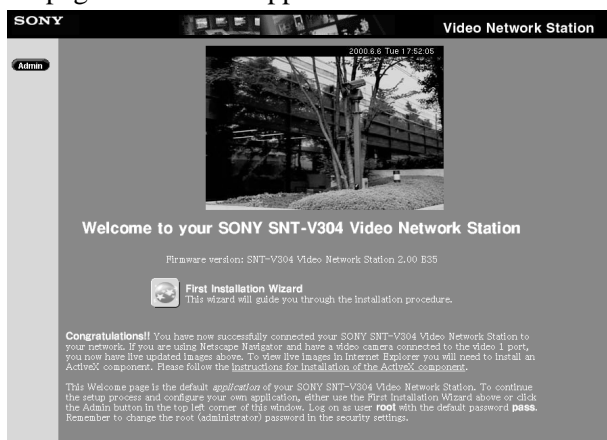 SONY
Video Network Station
Admin
2000.6.6 Tue 17:52:05
Welcome to your SONY SNT-V304 Video Network Station
Firmware version: SNT-V304 Video Network Station 2.00 B35
First Installation Wizard
This wizard will guide you through the installation procedure.
Congratulations!! You have now successfully connected your SONY SNT-V304 Video Network Station to
your network. If you are using Netscape Navigator and have a video camera connected to the video 1 port,
you now have live updated images above. To view live images in Internet Explorer you will need to install an
ActiveX component. Please follow the instructions for Installation of the ActiveX component.
This Welcome page is the default application of your SONY SNT-V304 Video Network Station. To continue
the setup process and configure your own application, either use the First Installation Wizard above or click
the Admin button in the top left corner of this window. Log on as user root with the default password pass.
Remember to change the root (administrator) password in the security settings.